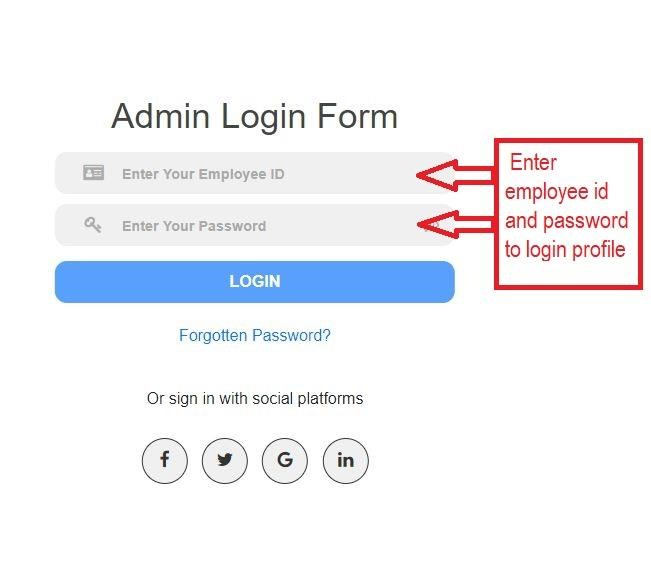 Admin Login Form
Enter Your Employee ID
Enter Your Password
LOGIN
Forgotten Password?
Or sign in with social platforms
f G in
Enter
employee id
and password
to login profile